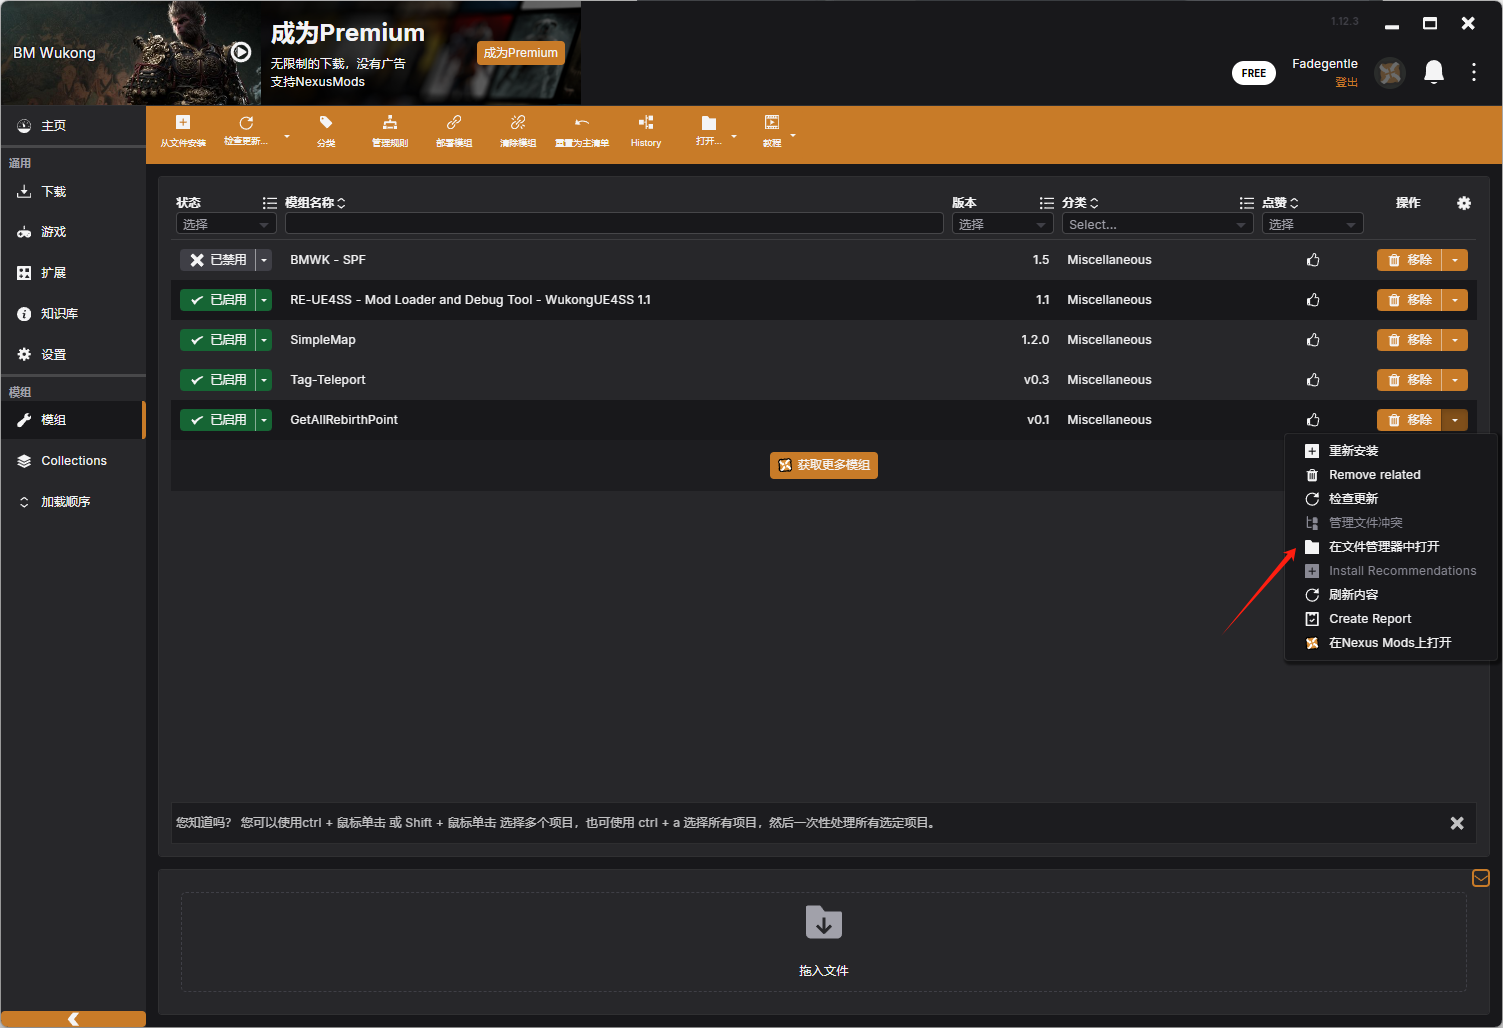 BM Wukong
成为Premium
无限制的下载，没有广告
支持NexusMods
成为Premium
1.12.3
FREE
Fadegentle
登出
主页
通用
下载
游戏
扩展
知识库
设置
模组
模组
Collections
加载顺序
从文件安装
检查更新...
分类
管理规则
部署模组
清除模组
重置为主清单
History
打开...
教程
状态
模组名称
版本
分类
点赞
操作
选择
选择
Select...
选择
已禁用 BMWK - SPF 1.5 Miscellaneous 移除
已启用 RE-UE4SS - Mod Loader and Debug Tool - WukongUE4SS 1.1 1.1 Miscellaneous 移除
已启用 SimpleMap 1.2.0 Miscellaneous 移除
已启用 Tag-Teleport v0.3 Miscellaneous 移除
已启用 GetAllRebirthPoint v0.1 Miscellaneous 移除
获取更多模组
重新安装
Remove related
检查更新
管理文件冲突
在文件管理器中打开
Install Recommendations
刷新内容
Create Report
在Nexus Mods上打开
您知道吗？ 您可以使用ctrl + 鼠标单击 或 Shift + 鼠标单击 选择多个项目，也可使用 ctrl + a 选择所有项目，然后一次性处理所有选定项目。
拖入文件